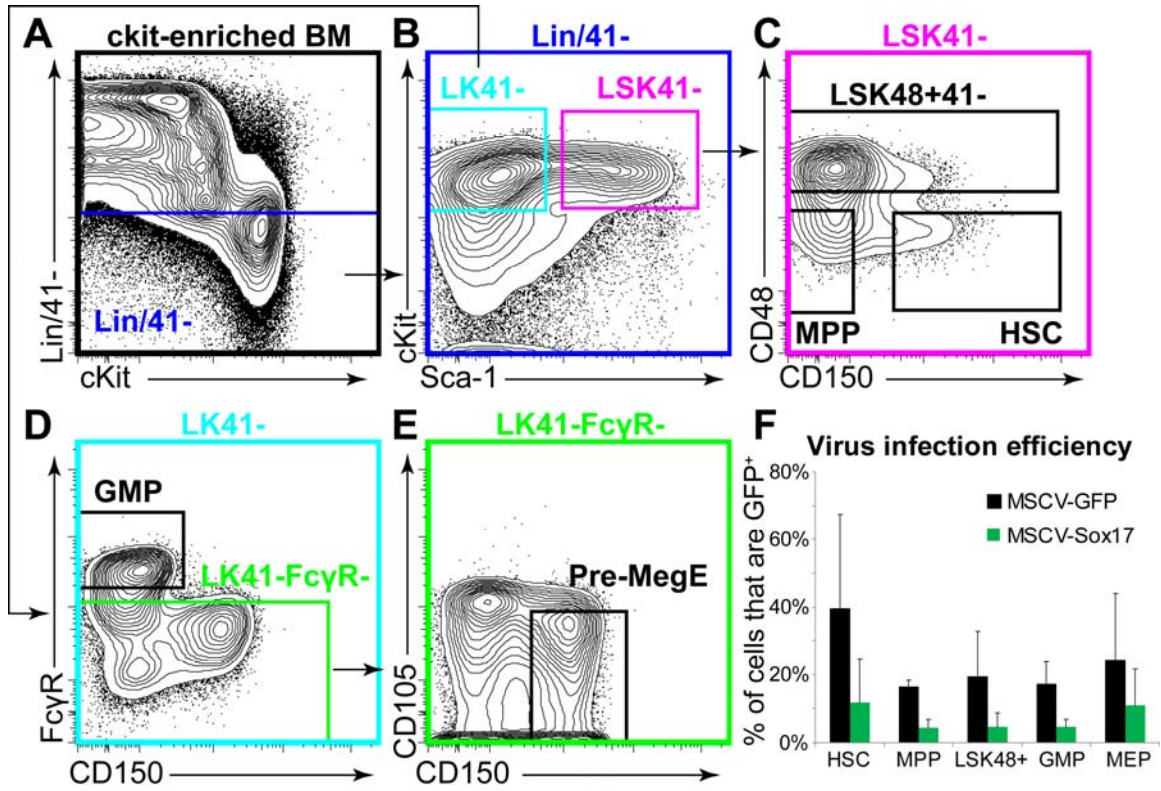 A
ckit-enriched BM
Lin/41-
Lin/41-
cKit
B
Lin/41-
LK41-
LSK41-
cKit
Sca-1
C
LSK41-
LSK48+41-
MPP
HSC
CD48
CD150
D
LK41-
GMP
LK41-FcγR-
FcγR
CD150
E
LK41-FcγR-
Pre-MegE
CD105
CD150
F
Virus infection efficiency
% of cells that are GFP+
80%
60%
40%
20%
0%
MSCV-GFP
MSCV-Sox17
HSC MPP LSK48+ GMP MEP